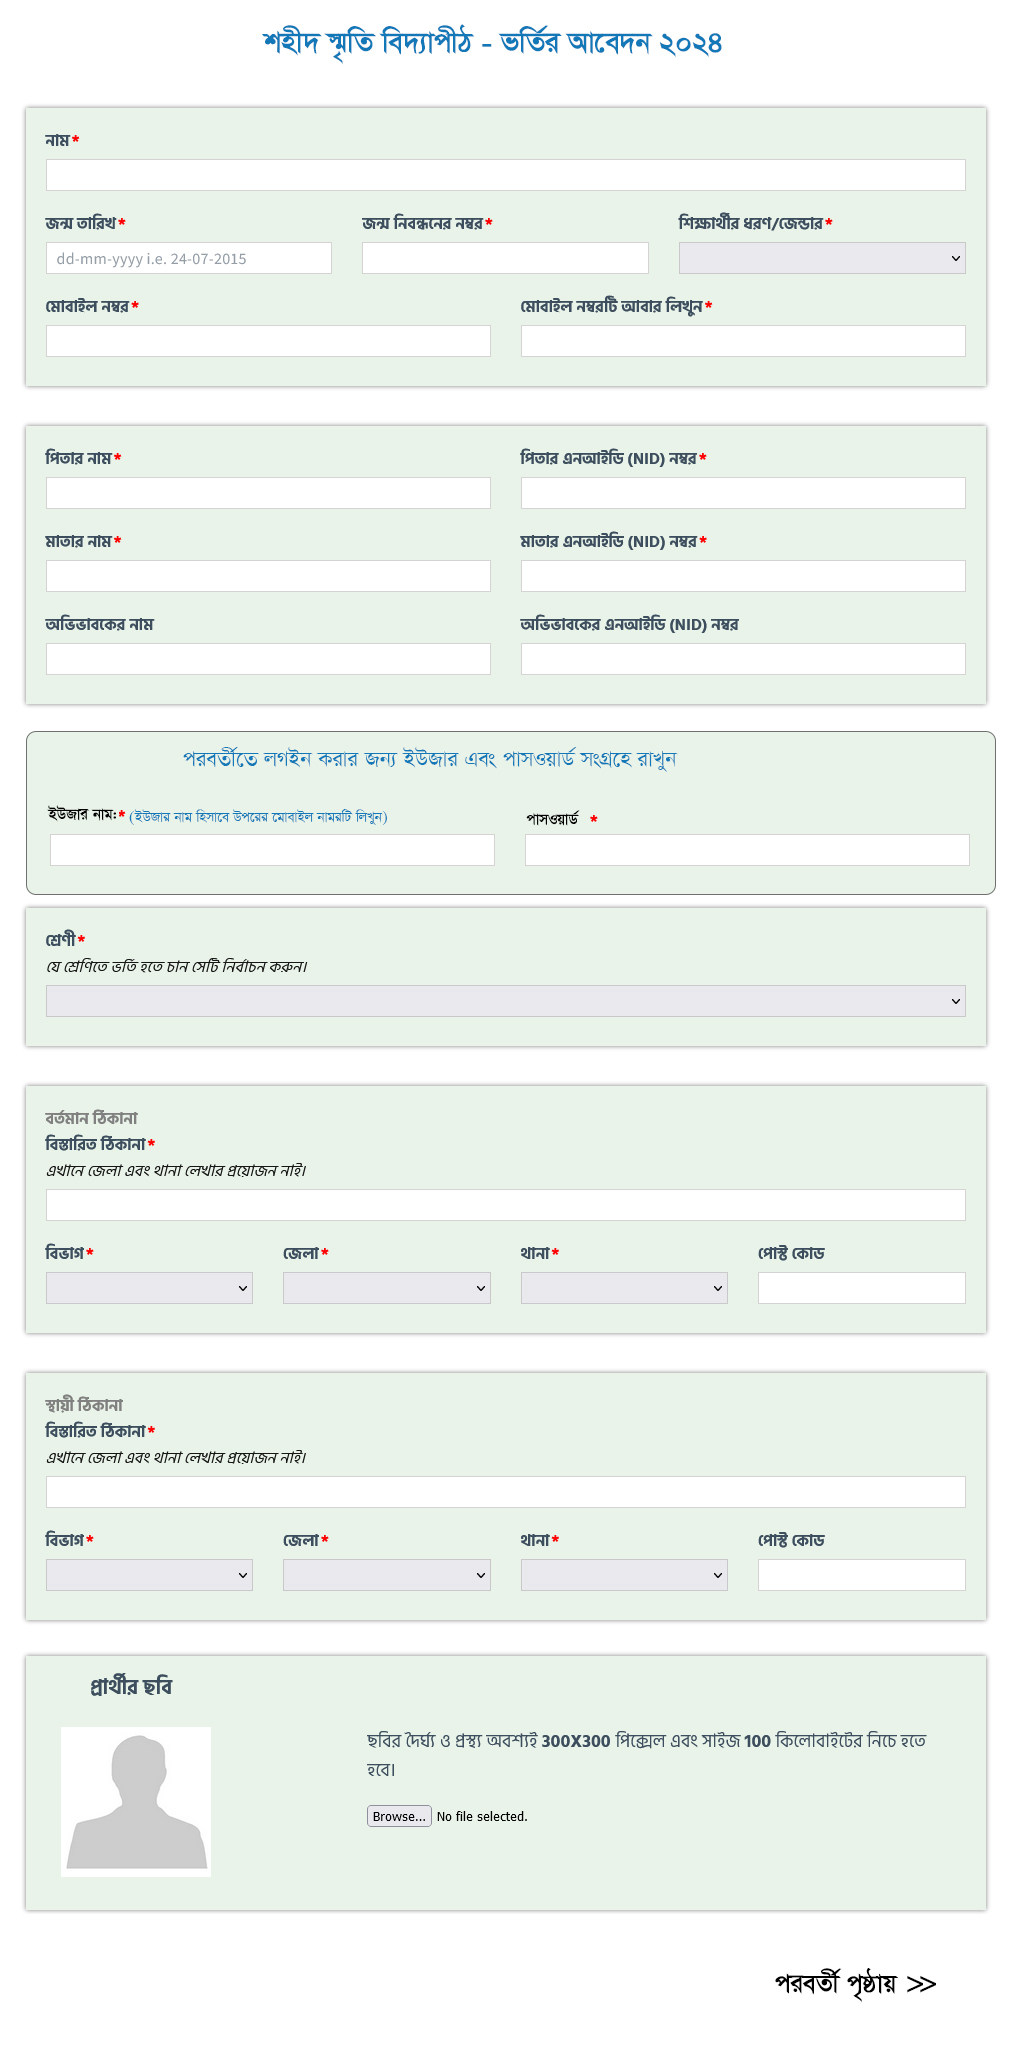 শহীদ স্মৃতি বিদ্যাপীঠ - ভর্তির আবেদন ২০২৪
নাম*
জন্ম তারিখ* জন্ম নিবন্ধনের নম্বর* শিক্ষার্থীর ধরণ/জেন্ডার*
dd-mm-yyyy i.e. 24-07-2015
মোবাইল নম্বর* মোবাইল নম্বরটি আবার লিখুন*
পিতার নাম* পিতার এনআইডি (NID) নম্বর*
মাতার নাম* মাতার এনআইডি (NID) নম্বর*
অভিভাবকের নাম অভিভাবকের এনআইডি (NID) নম্বর
পরবর্তীতে লগইন করার জন্য ইউজার এবং পাসওয়ার্ড সংগ্রহে রাখুন
ইউজার নাম:* (ইউজার নাম হিসাবে উপরের মোবাইল নামরটি লিখুন) পাসওয়ার্ড *
শ্রেণী*
যে শ্রেণিতে ভর্তি হতে চান সেটি নির্বাচন করুন।
বর্তমান ঠিকানা
বিস্তারিত ঠিকানা*
এখানে জেলা এবং থানা লেখার প্রয়োজন নাই।
বিভাগ* জেলা* থানা* পোস্ট কোড
স্থায়ী ঠিকানা
বিস্তারিত ঠিকানা*
এখানে জেলা এবং থানা লেখার প্রয়োজন নাই।
বিভাগ* জেলা* থানা* পোস্ট কোড
প্রার্থীর ছবি
ছবির দৈর্ঘ্য ও প্রস্থ্য অবশ্যই 300X300 পিক্সেল এবং সাইজ 100 কিলোবাইটের নিচে হতে
হবে।
Browse... No file selected.
পরবর্তী পৃষ্ঠায় >>